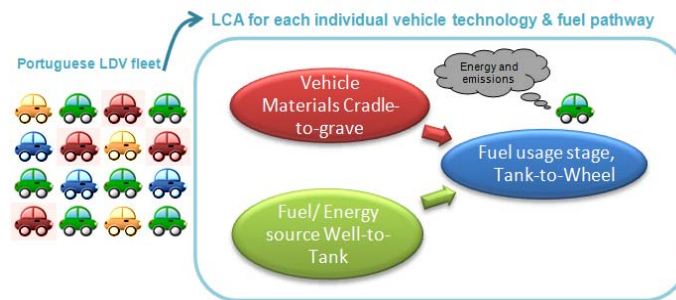 LCA for each individual vehicle technology & fuel pathway
Portuguese LDV fleet
Energy and
emissions
Vehicle
Materials Cradle-
to-grave
Fuel usage stage,
Tank-to-Wheel
Fuel/ Energy
source Well-to-
Tank